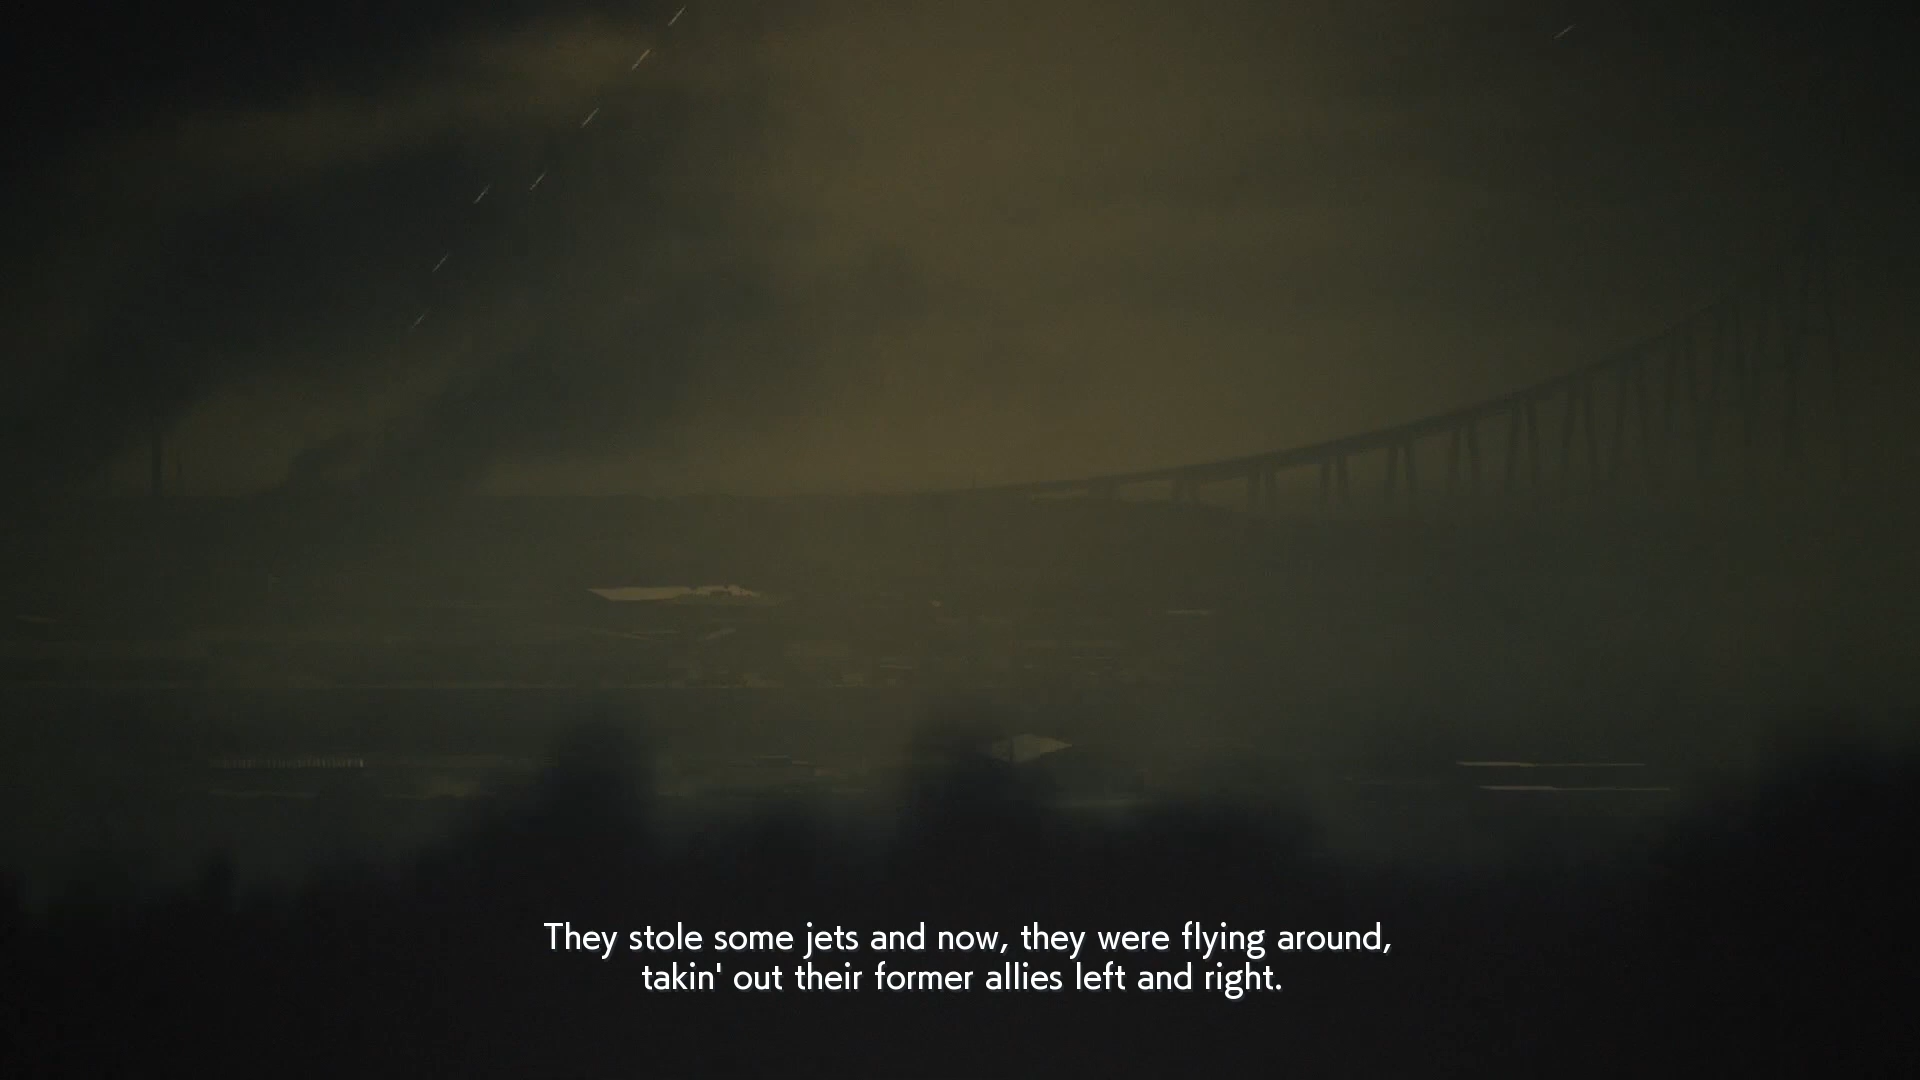 They stole some jets and now, they were flying around,
takin' out their former allies left and right.